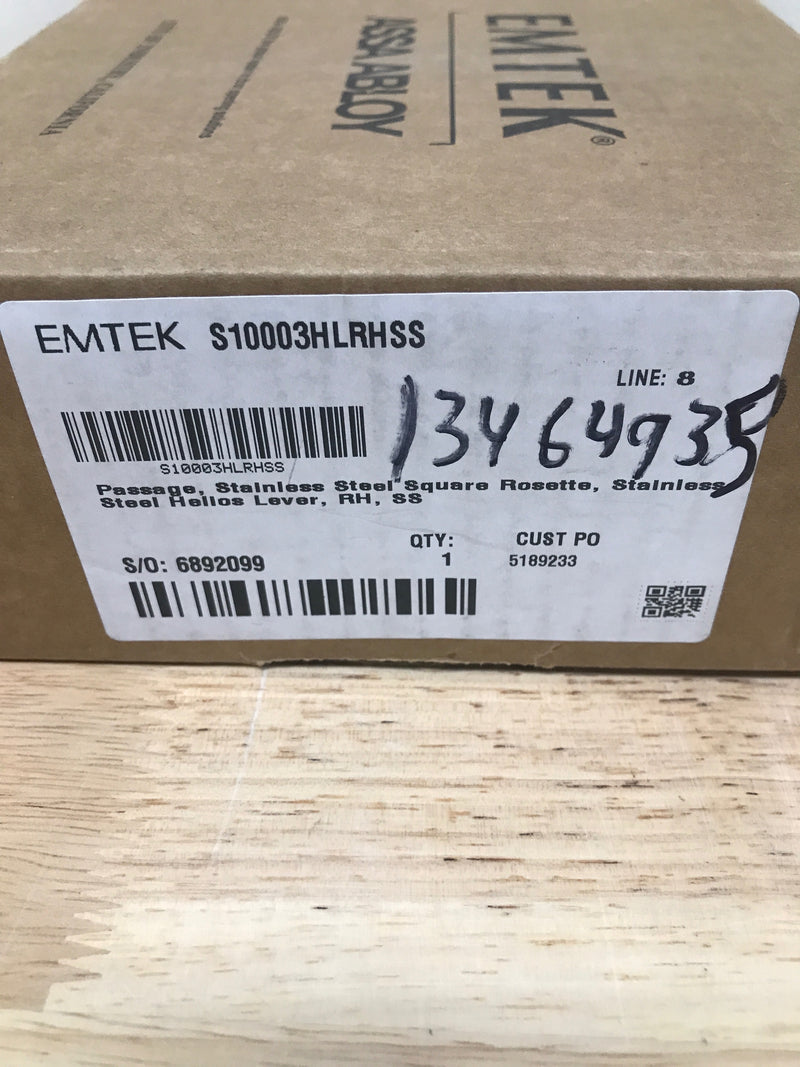 EMTEK®
ASSA ABLOY
CALIFORNIA
EMTEK S10003HLRHSS
LINE: 8
13464935
S10003HLRHSS
Passage, Stainless Steel Square Rosette, Stainless
Steel Helios Lever, RH, SS
QTY: CUST PO
S/O: 6892099 1 5189233